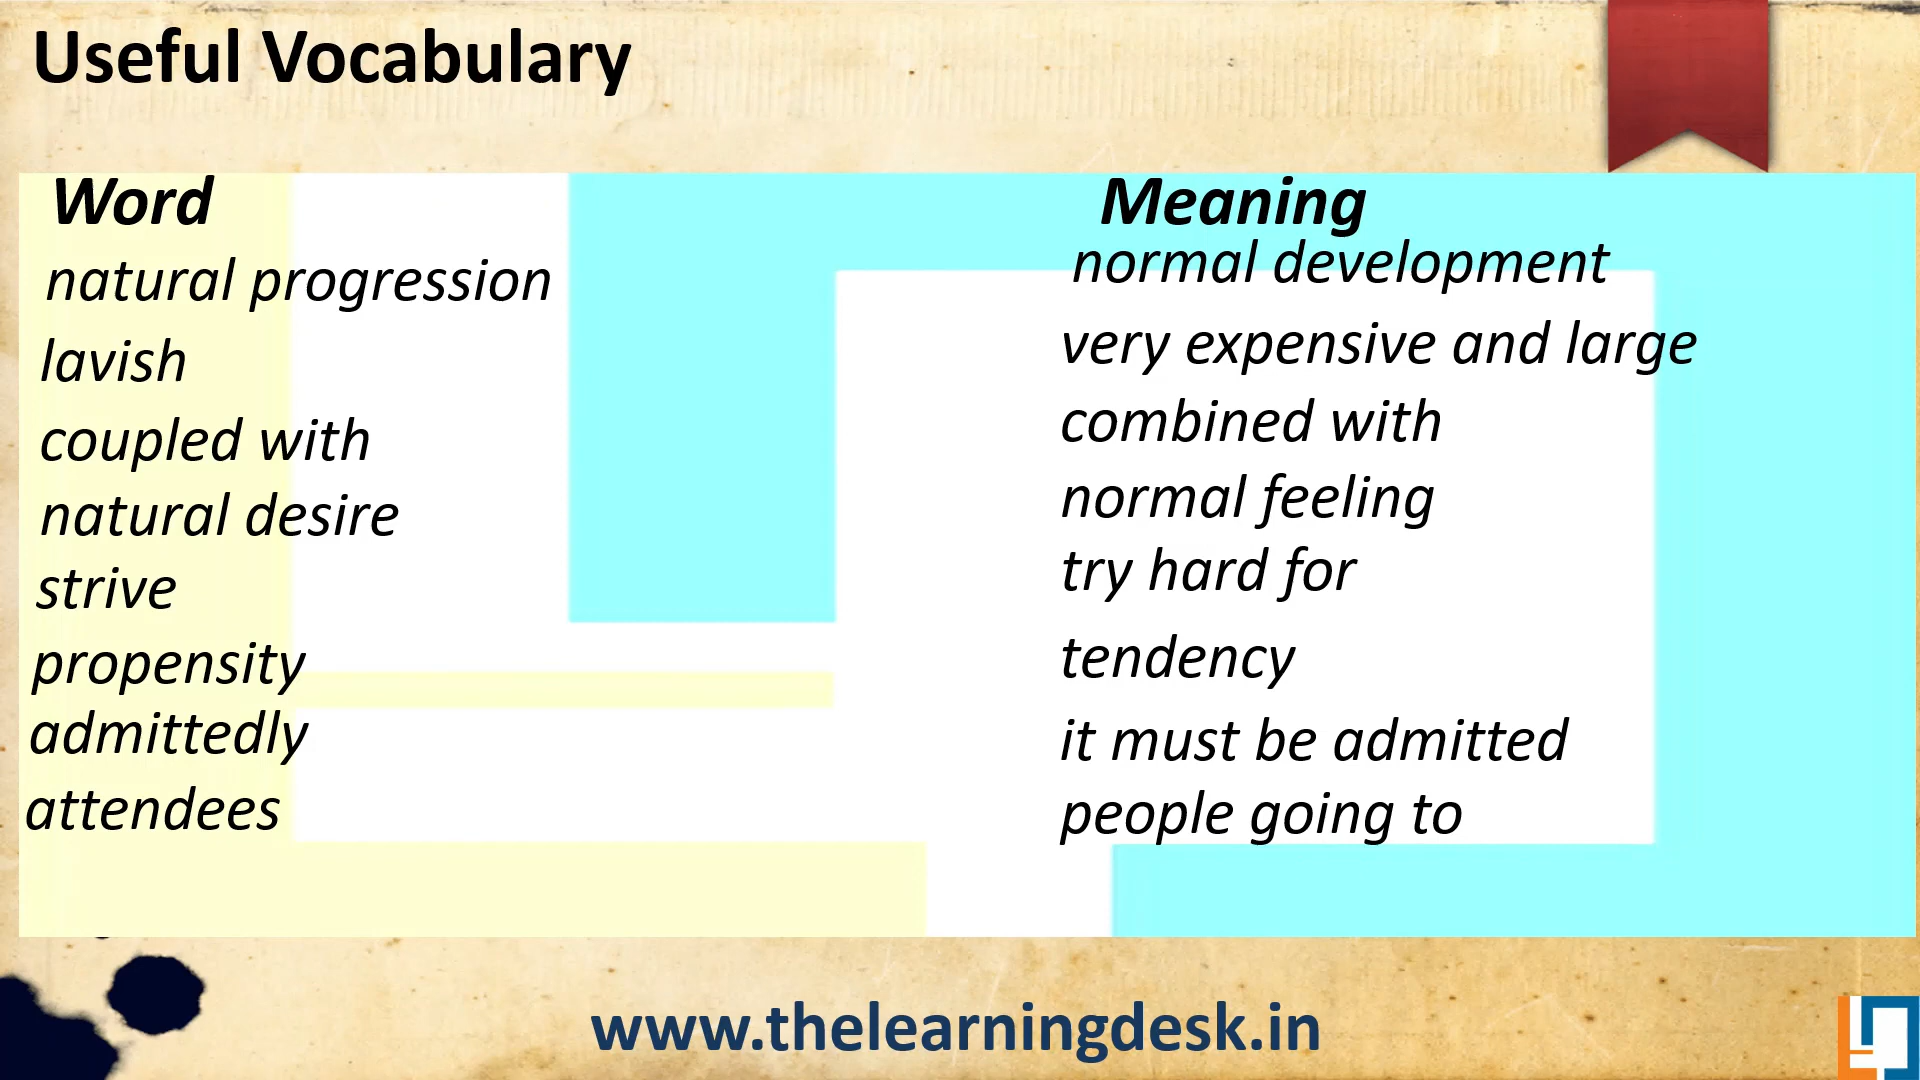 Useful Vocabulary
Word Meaning
natural progression normal development
lavish very expensive and large
coupled with combined with
natural desire normal feeling
strive try hard for
propensity tendency
admittedly it must be admitted
attendees people going to
www.thelearningdesk.in